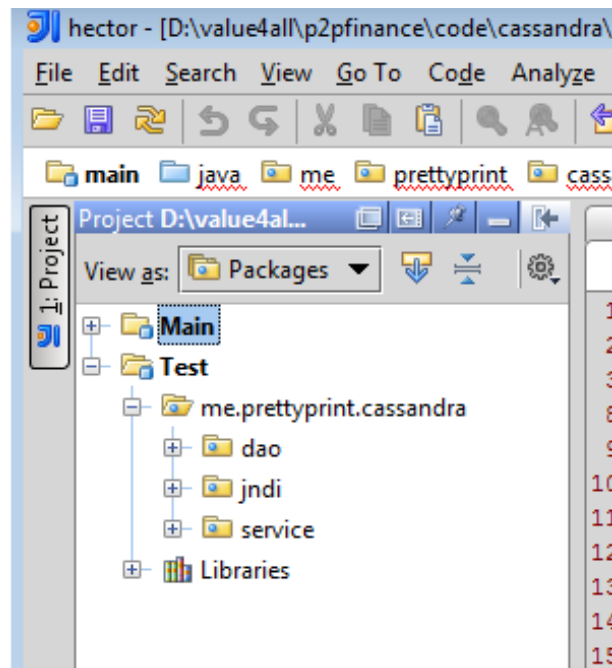 hector - [D:\value4all\p2pfinance\code\cassandra\
File Edit Search View Go To Code Analyze
main java me prettyprint cass
1: Project
Project D:\value4al...
View as: Packages
Main
Test
me.prettyprint.cassandra
dao
jndi
service
Libraries
1
2
3
8
9
10
11
12
13
14
15